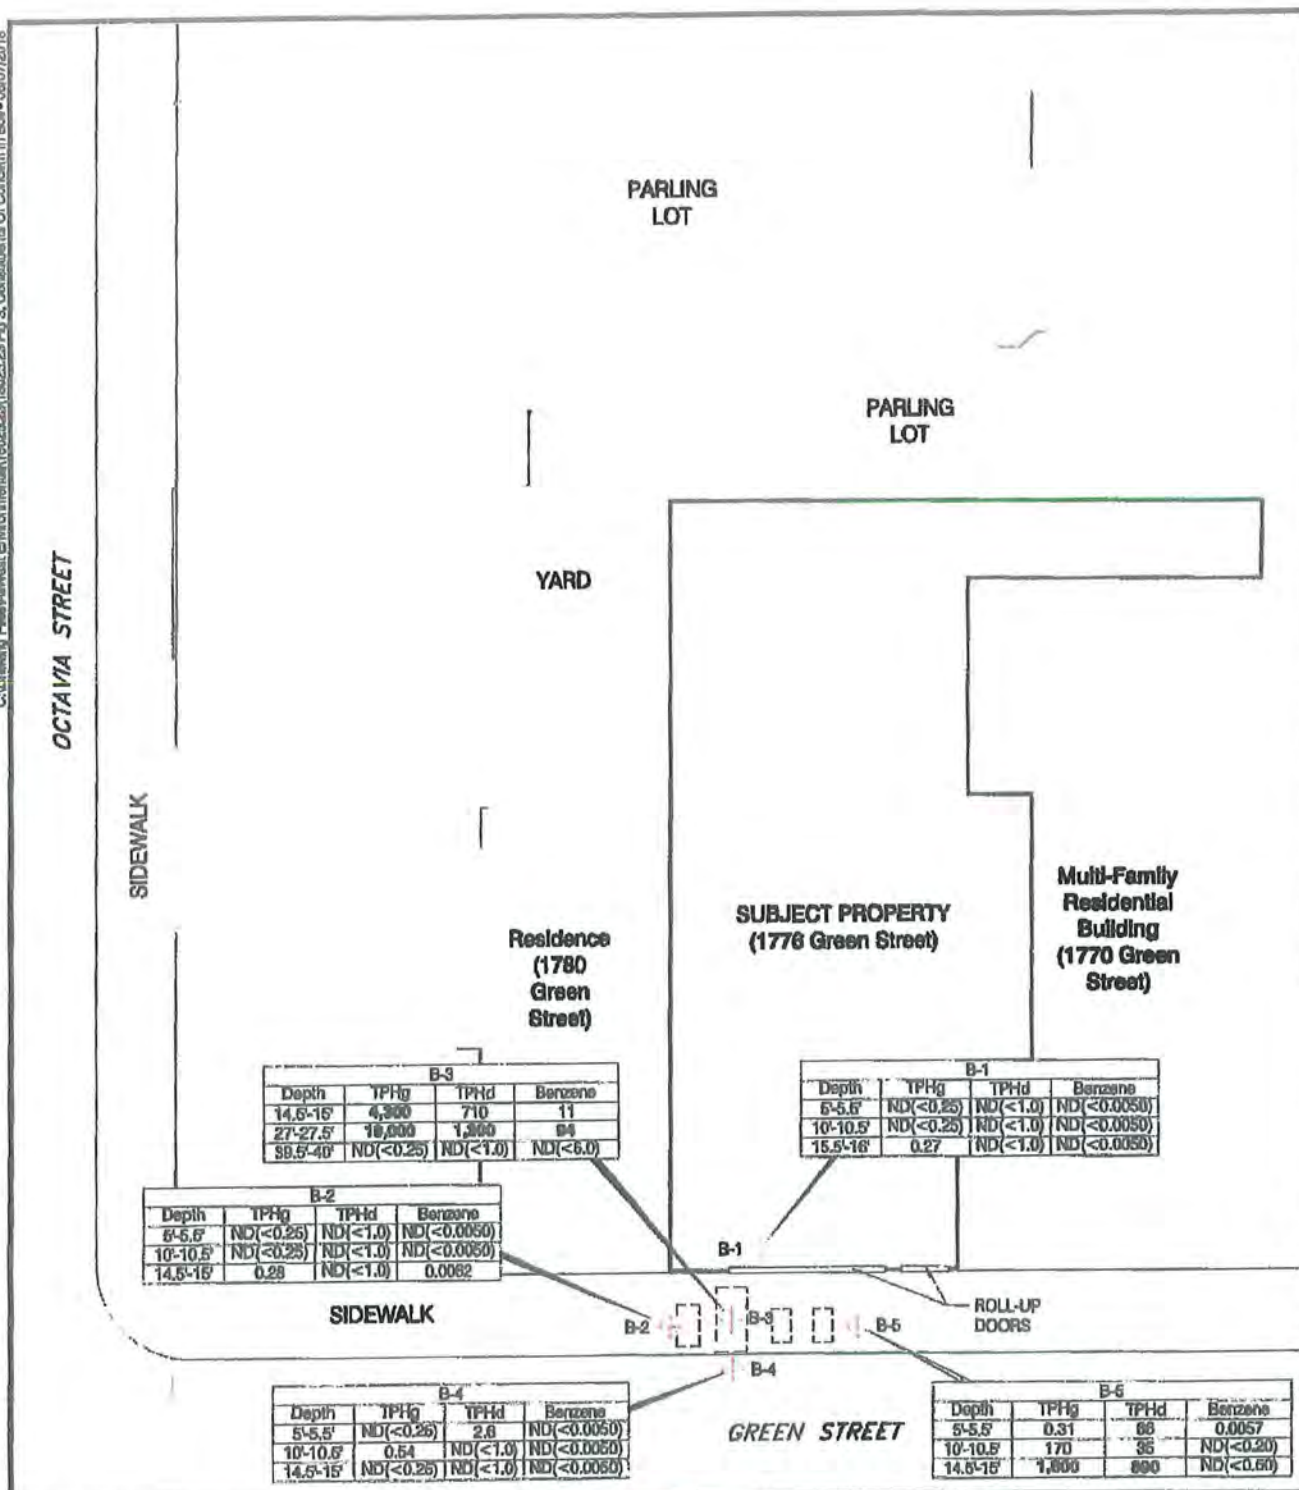 PARLING
LOT
PARLING
LOT
OCTAVIA STREET
YARD
SIDEWALK
Residence
(1780
Green
Street)
SUBJECT PROPERTY
(1776 Green Street)
Multi-Family
Residential
Building
(1770 Green
Street)
B-3
Depth TPHg TPHd Benzene
14.5'-15' 4,300 710 11
27'-27.5' 1,300
39.5'-40' ND(<0.25) ND(<1.0)
B-1
Depth TPHg TPHd Benzene
5'-5.5' ND(<0.25) ND(<1.0) ND(<0.0050)
10'-10.5' ND(<0.25) ND(<1.0) ND(<0.0050)
15.5'-16' 0.27 ND(<1.0) ND(<0.0050)
B-2
Depth TPHg TPHd Benzene
5'-5.5' ND(<0.25) ND(<1.0) ND(<0.0050)
10'-10.5' ND(<0.25) ND(<1.0) ND(<0.0050)
14.5'-15' 0.28 ND(<1.0) 0.0062
B-1
SIDEWALK
B-2
B-3
B-5
ROLL-UP
DOORS
B-4
B-4
Depth TPHg TPHd Benzene
5'-5.5' ND(<0.25) 2.6 ND(<0.0050)
10'-10.5' 0.54 ND(<1.0) ND(<0.0050)
14.5'-15' ND(<0.25) ND(<1.0) ND(<0.0050)
GREEN STREET
B-5
Depth TPHg TPHd Benzene
5'-5.5' 0.31 0.0057
10'-10.5' 170 ND(<0.20)
14.5'-15' ND(<0.50)